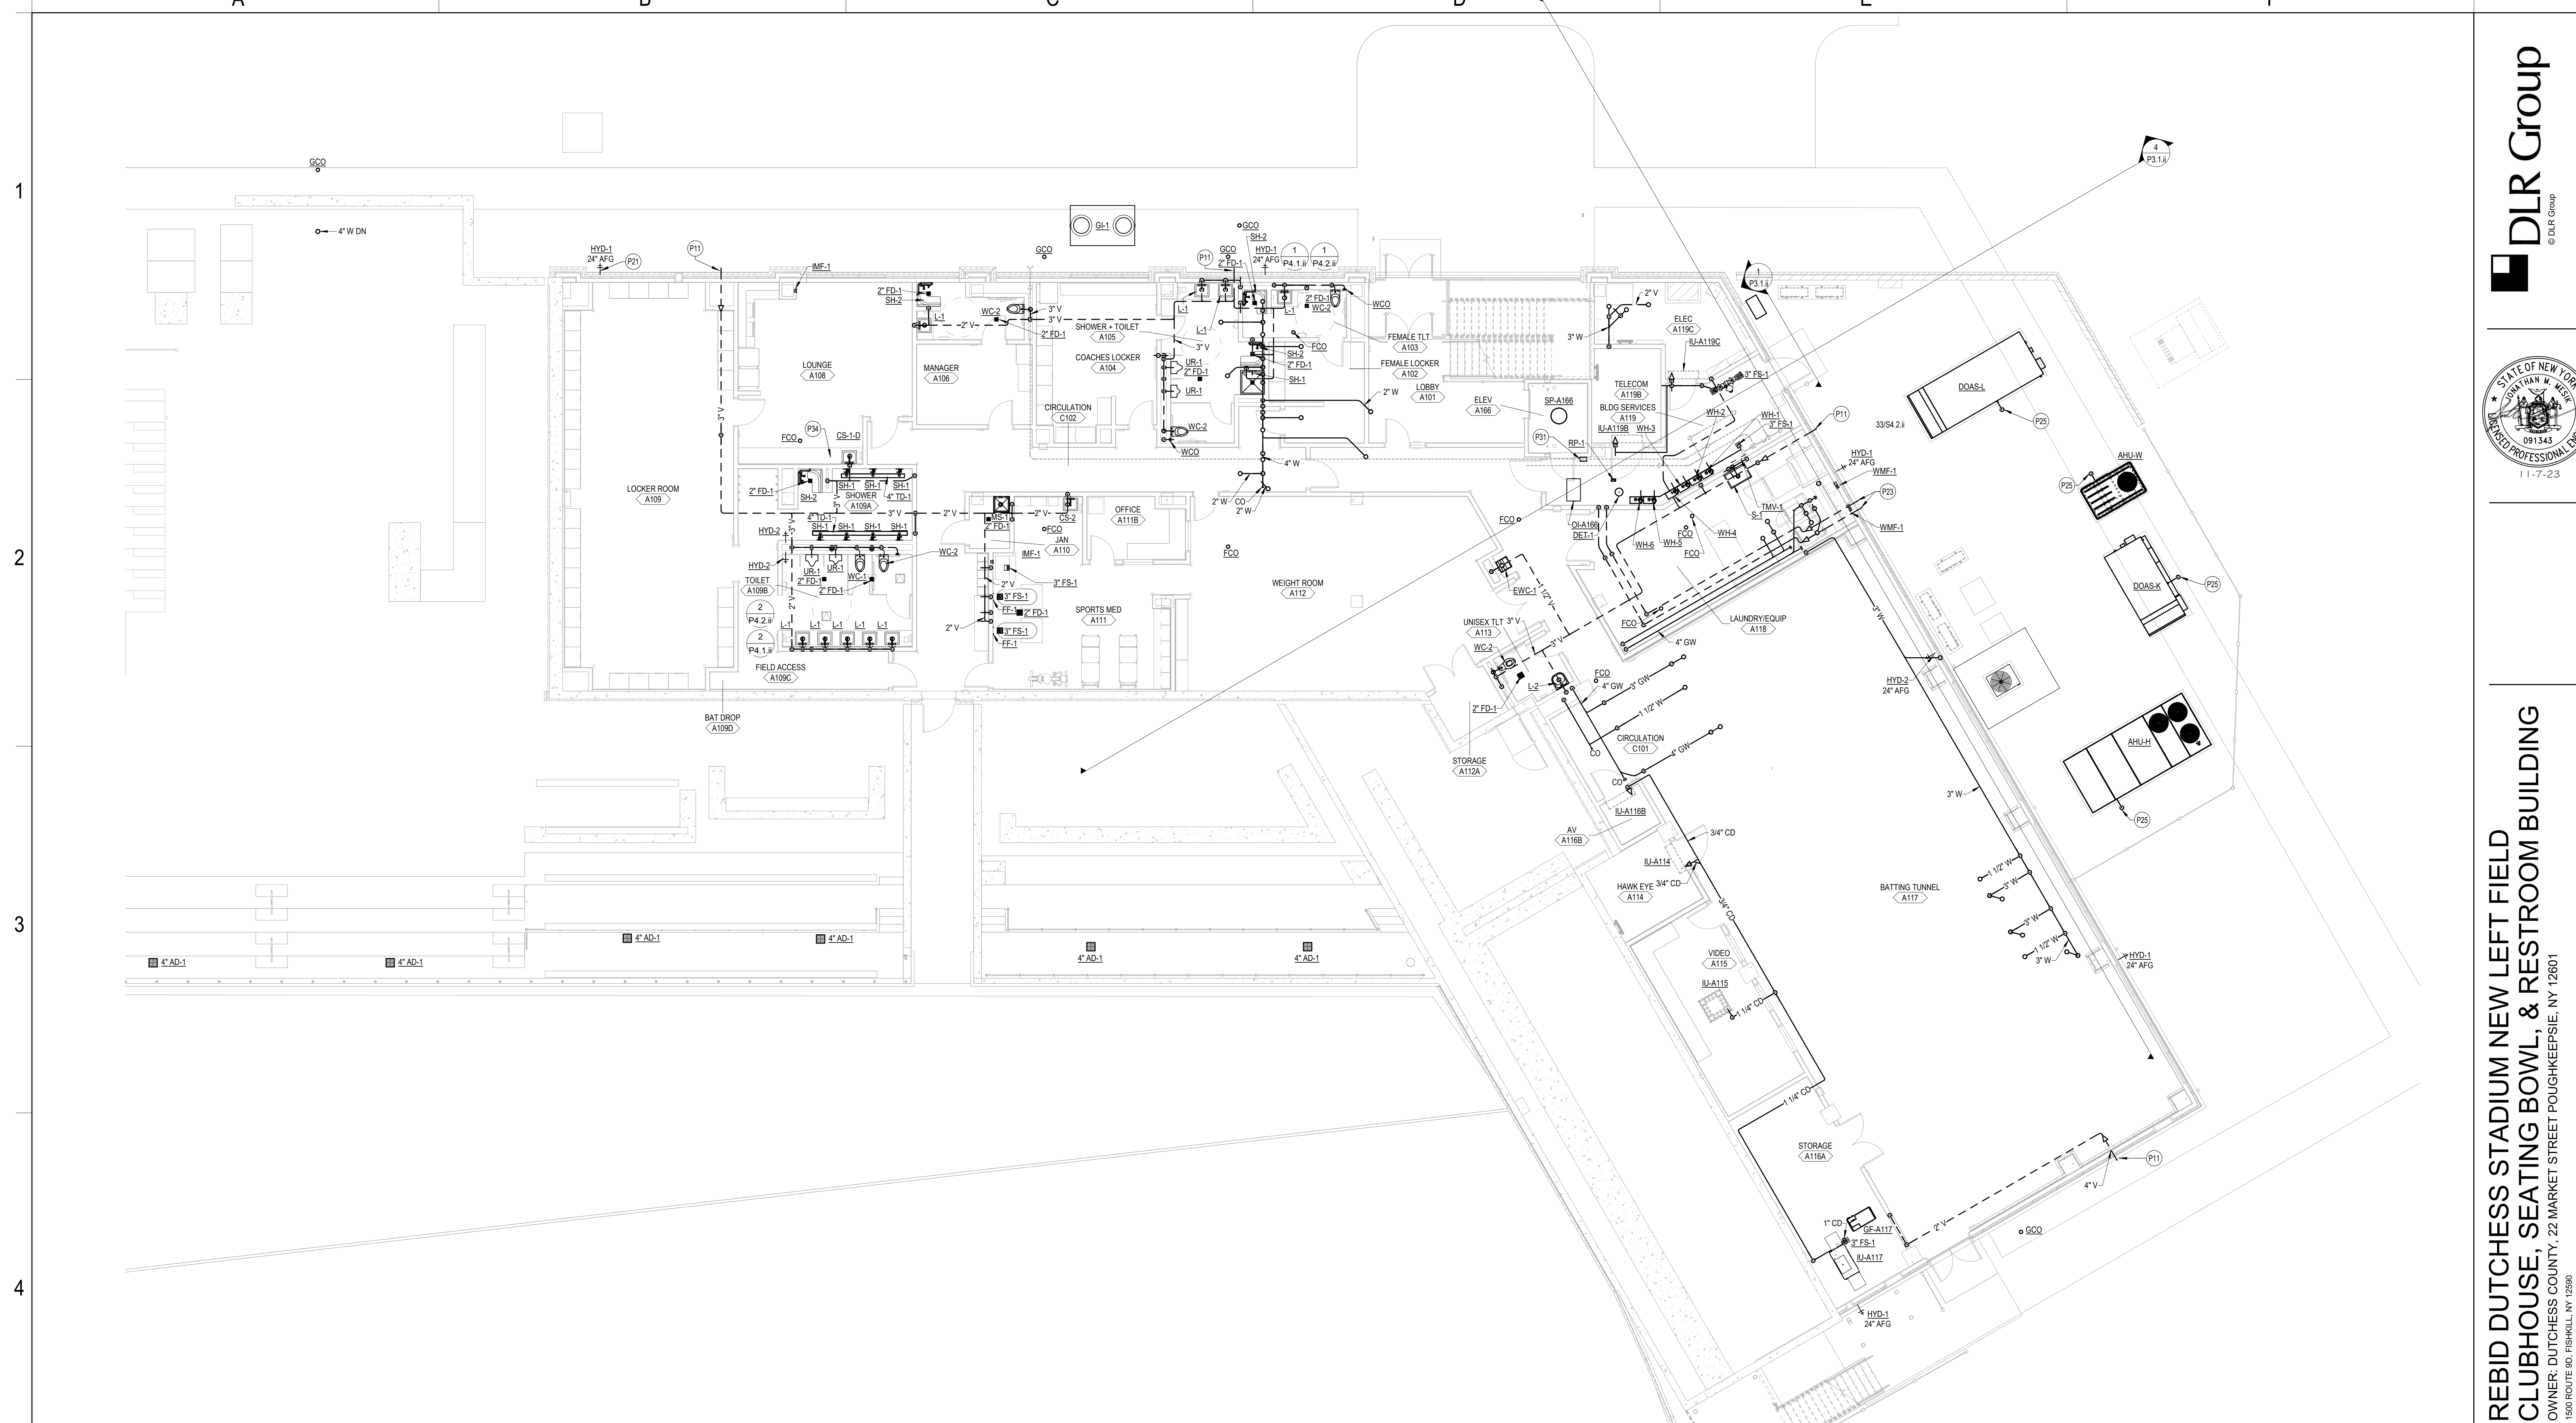 A
B
C
D
E
F
1
2
3
4
GCO
4" W DN
HYD-1
24" AFG
P21
P11
IMF-1
GI-1
GCO
GCO
GCO
SH-2
P11
2" FD-1
HYD-1
24" AFG
1
P4.1.ii
1
P4.2.ii
2" FD-1
SH-2
L-1
WC-2
2" V
3" V
3" V
2" FD-1
SHOWER + TOILET
A105
3" V
COACHES LOCKER
A104
L-1
L-1
L-1
2" FD-1
WC-2
WCO
FCO
FEMALE TLT
A103
FEMALE LOCKER
A102
SH-2
2" FD-1
SH-1
UR-1
2" FD-1
UR-1
WC-2
WCO
LOUNGE
A108
MANAGER
A106
CIRCULATION
C102
LOBBY
A101
2" W
4" W
2" W
CO
2" W
ELEV
A166
SP-A166
P31
RP-1
3" W
2" V
ELEC
A119C
IU-A119C
TELECOM
A119B
BLDG SERVICES
A119
IU-A119B
WH-3
WH-2
WH-1
3" FS-1
3" FS-1
1
P3.1.ii
4
P3.1.ii
P11
HYD-1
24" AFG
WMF-1
P23
WMF-1
33/S4.2.ii
DOAS-L
P25
AHU-W
P25
DOAS-K
P25
AHU-H
P25
3" V
FCO
P34
CS-1-D
LOCKER ROOM
A109
2" FD-1
SH-2
SH-1
SH-1
SH-1
SHOWER
A109A
4" TD-1
3" V
3" V
2" V
4" TD-1
SH-1
SH-1
SH-1
SH-1
HYD-2
3" V
HYD-2
UR-1
UR-1
WC-1
WC-2
2" FD-1
2" FD-1
TOILET
A109B
2" V
2
P4.2.ii
2
P4.1.ii
L-1
L-1
L-1
L-1
L-1
FIELD ACCESS
A109C
BAT DROP
A109D
MS-1
2" FD-1
2" V
CS-2
FCO
JAN
A110
IMF-1
OFFICE
A111B
2" V
3" FS-1
3" FS-1
FF-1
2" FD-1
3" FS-1
FF-1
2" V
SPORTS MED
A111
FCO
WEIGHT ROOM
A112
FCO
OI-A166
DET-1
WH-6
WH-5
FCO
FCO
WH-4
S-1
TMV-1
EWC-1
1 1/2" V
FCO
4" GW
LAUNDRY/EQUIP
A118
UNISEX TLT
A113
WC-2
3" V
3" V
L-2
2" FD-1
FCO
4" GW
3" GW
1 1/2" W
CO
CIRCULATION
C101
4" GW
CO
STORAGE
A112A
AV
A116B
IU-A116B
3/4" CD
IU-A114
3/4" CD
HAWK EYE
A114
3/4" CD
VIDEO
A115
IU-A115
1 1/4" CD
1 1/4" CD
STORAGE
A116A
1" CD
GF-A117
3" FS-1
IU-A117
HYD-1
24" AFG
2" V
4" V
P11
GCO
3" W
HYD-2
24" AFG
3" W
BATTING TUNNEL
A117
1 1/2" W
3" W
3" W
1 1/2" W
3" W
HYD-1
24" AFG
4" AD-1
4" AD-1
4" AD-1
4" AD-1
4" AD-1
4" AD-1
DLR Group
© DLR Group
STATE OF NEW YORK
JONATHAN M. MESIK
091343
LICENSED PROFESSIONAL
11-7-23
REBID DUTCHESS STADIUM NEW LEFT FIELD
CLUBHOUSE, SEATING BOWL, & RESTROOM BUILDING
OWNER: DUTCHESS COUNTY, 22 MARKET STREET POUGHKEEPSIE, NY 12601
1500 ROUTE 9D, FISHKILL, NY 12590